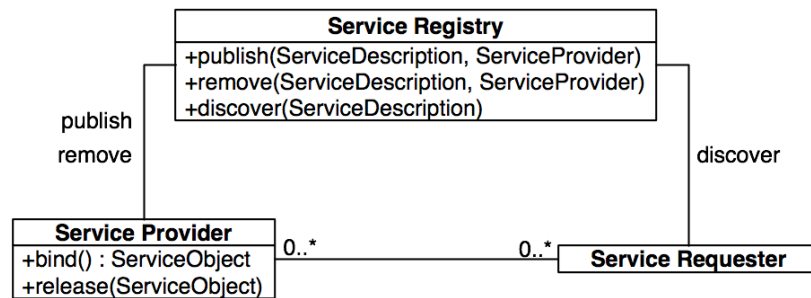 Service Registry
+publish(ServiceDescription, ServiceProvider)
+remove(ServiceDescription, ServiceProvider)
+discover(ServiceDescription)
publish
remove
discover
Service Provider
+bind() : ServiceObject
+release(ServiceObject)
0..*
0..*
Service Requester